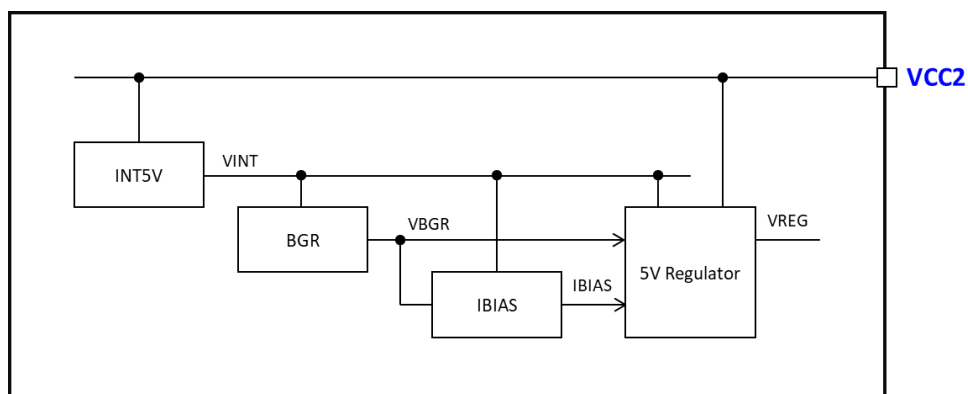 VCC2
INT5V
VINT
BGR
VBGR
VREG
5V Regulator
IBIAS
IBIAS